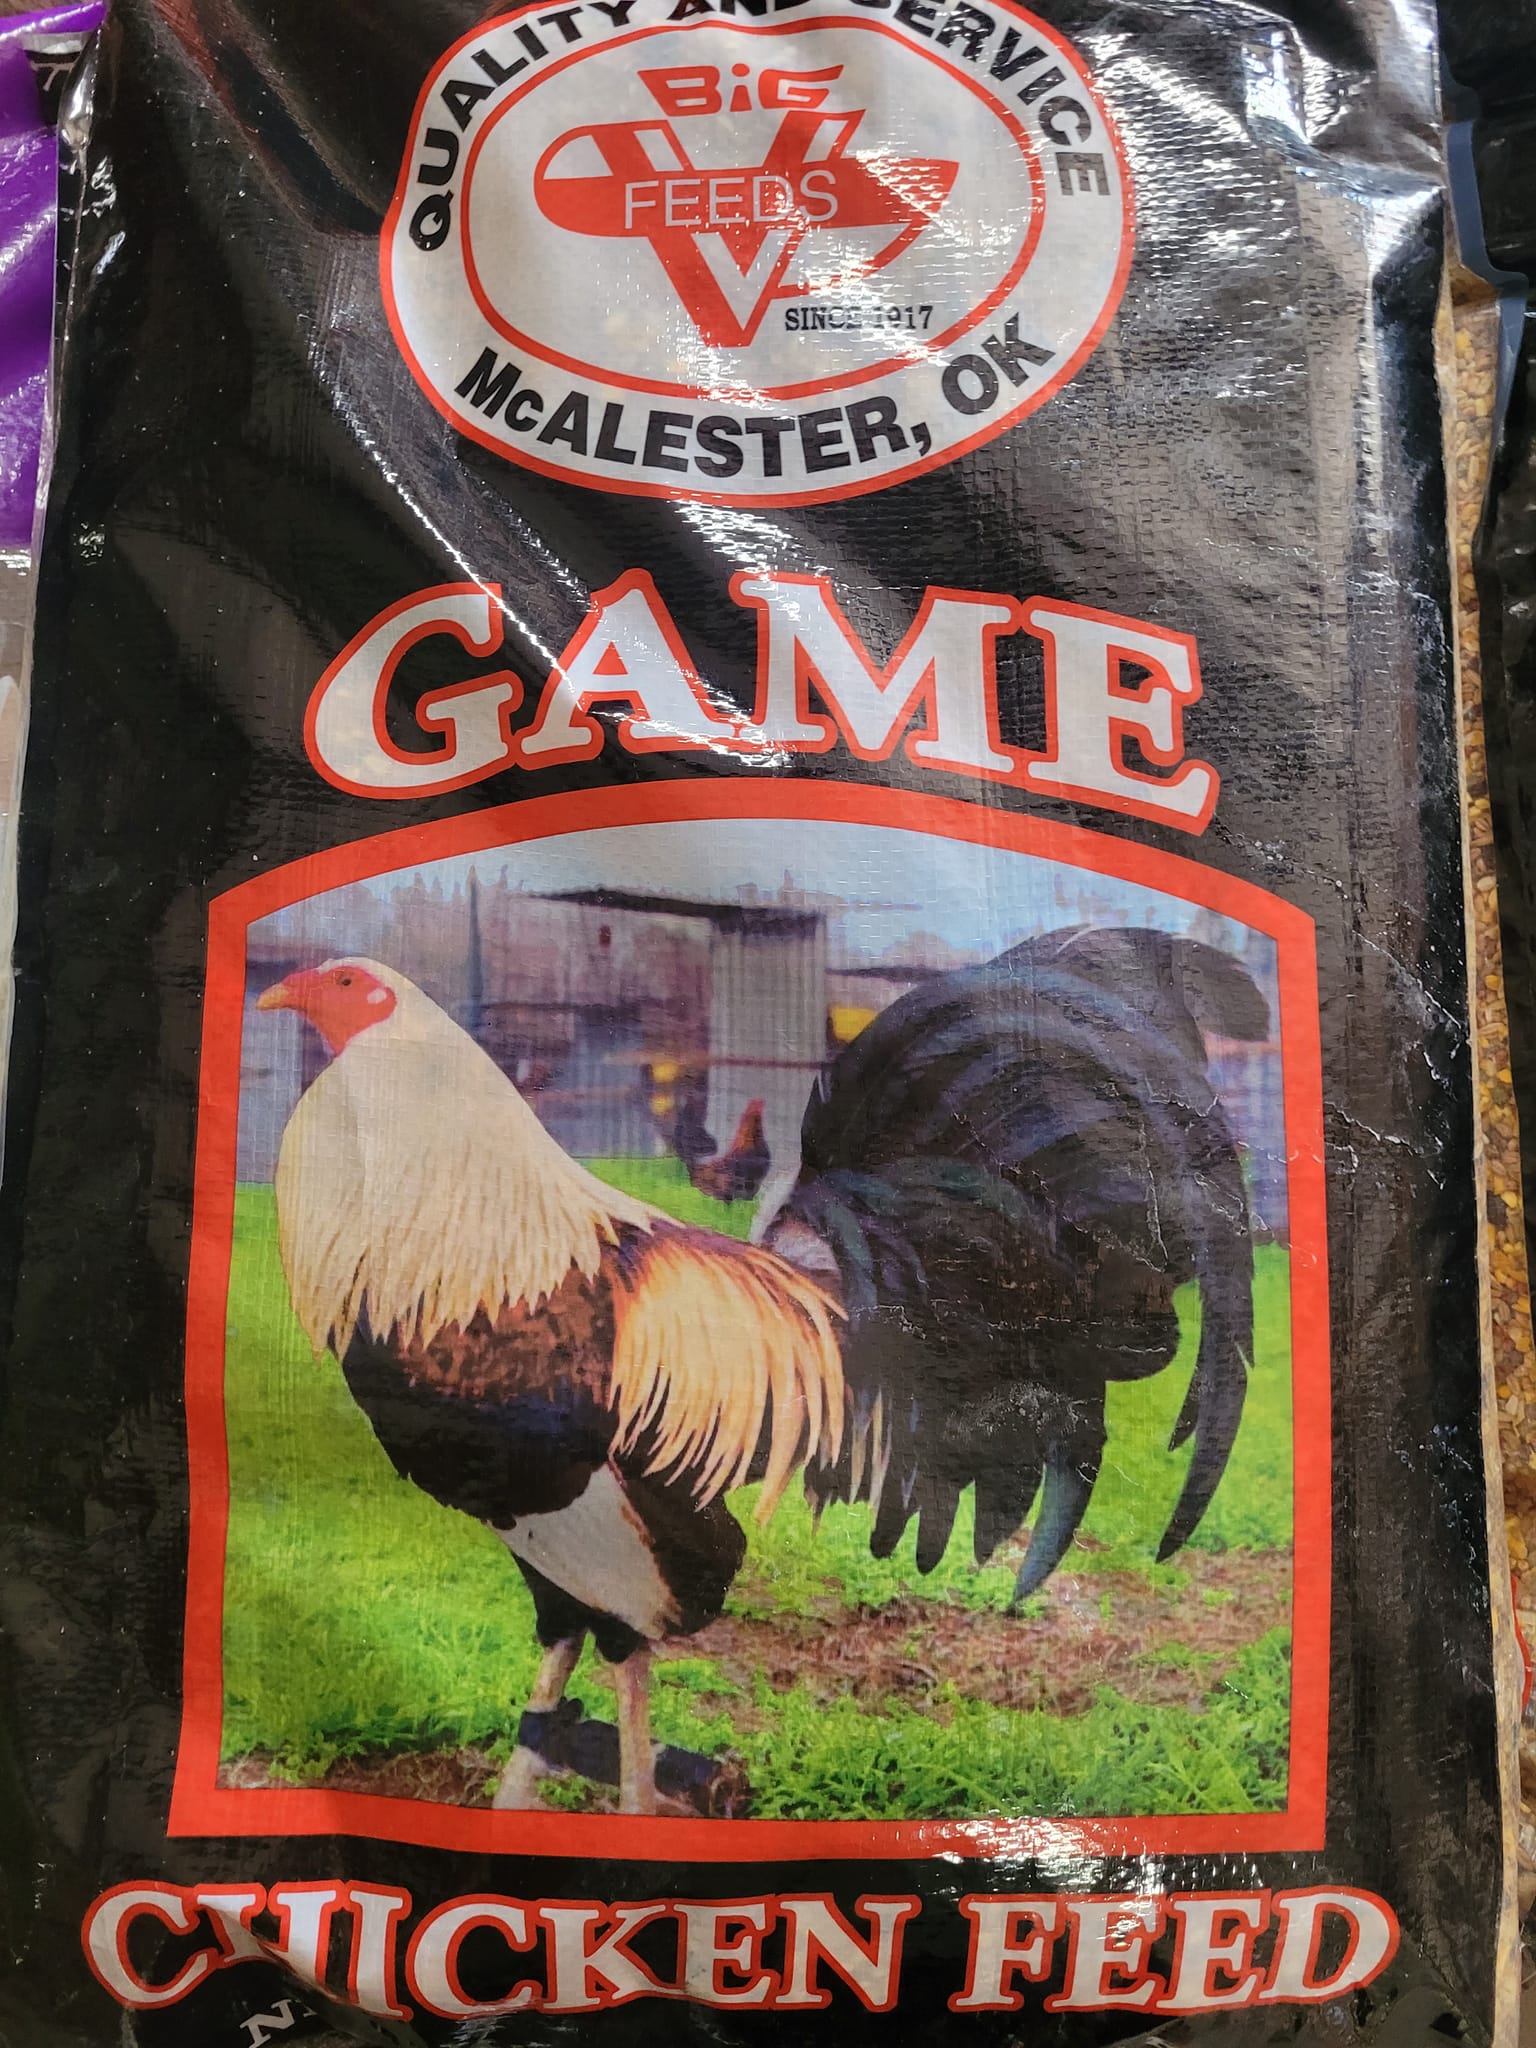 QUALITY AND SERVICE
BiG
V
FEEDS
SINCE 1917
McALESTER, OK
GAME
CHICKEN FEED